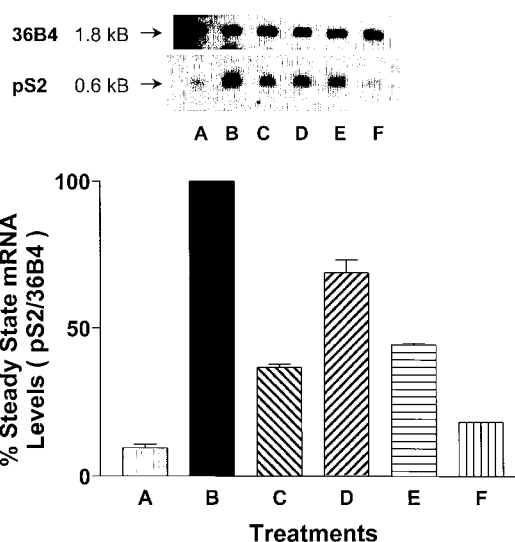 36B4 1.8 kB →
pS2 0.6 kB →
A B C D E F
100
50
0
% Steady State mRNA
Levels ( pS2/36B4 )
A B C D E F
Treatments